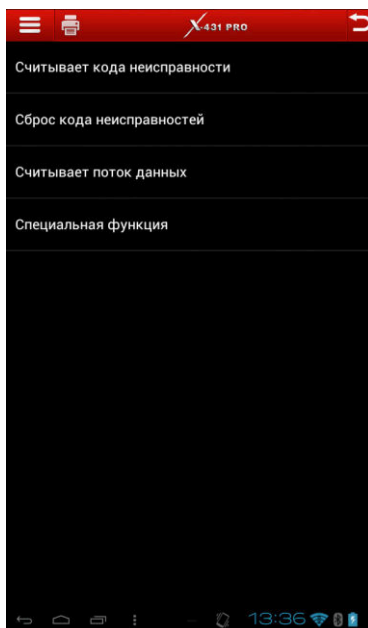 X-431 PRO
Считывает кода неисправности
Сброс кода неисправностей
Считывает поток данных
Специальная функция
13:36